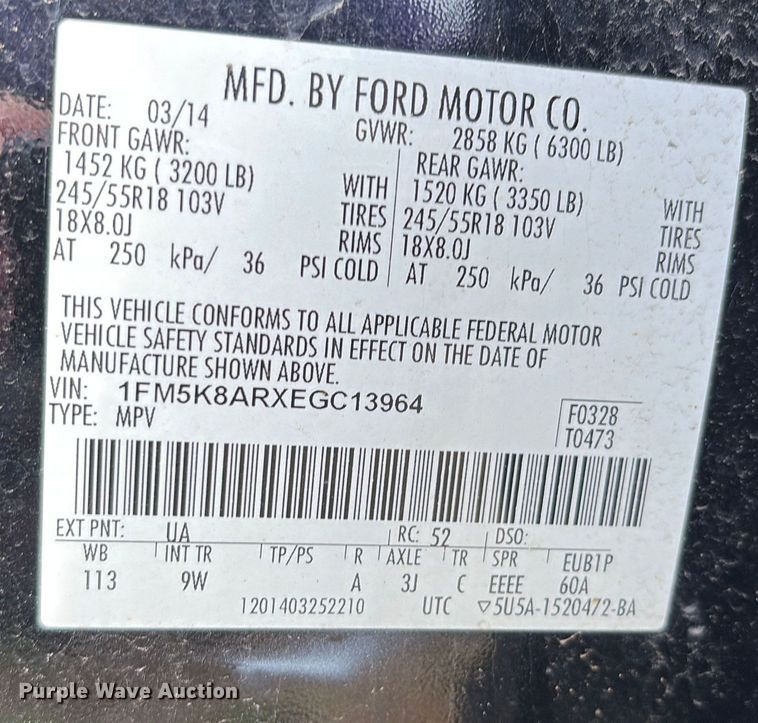 MFD. BY FORD MOTOR CO.
DATE: 03/14
GVWR: 2858 KG ( 6300 LB)
FRONT GAWR:
1452 KG ( 3200 LB)
WITH
245/55R18 103V
TIRES
18X8.0J
RIMS
AT 250 kPa/ 36 PSI COLD
REAR GAWR:
1520 KG ( 3350 LB)
WITH
245/55R18 103V
TIRES
18X8.0J
RIMS
AT 250 kPa/ 36 PSI COLD
THIS VEHICLE CONFORMS TO ALL APPLICABLE FEDERAL MOTOR
VEHICLE SAFETY STANDARDS IN EFFECT ON THE DATE OF
MANUFACTURE SHOWN ABOVE.
VIN: 1FM5K8ARXEGC13964
TYPE: MPV
F0328
T0473
EXT PNT: UA RC: 52 DSO:
WB INT TR TP/PS R AXLE TR SPR EUB1P
113 9W A 3J C EEEE 60A
1201403252210 UTC ▽5U5A-1520472-BA
Purple Wave Auction